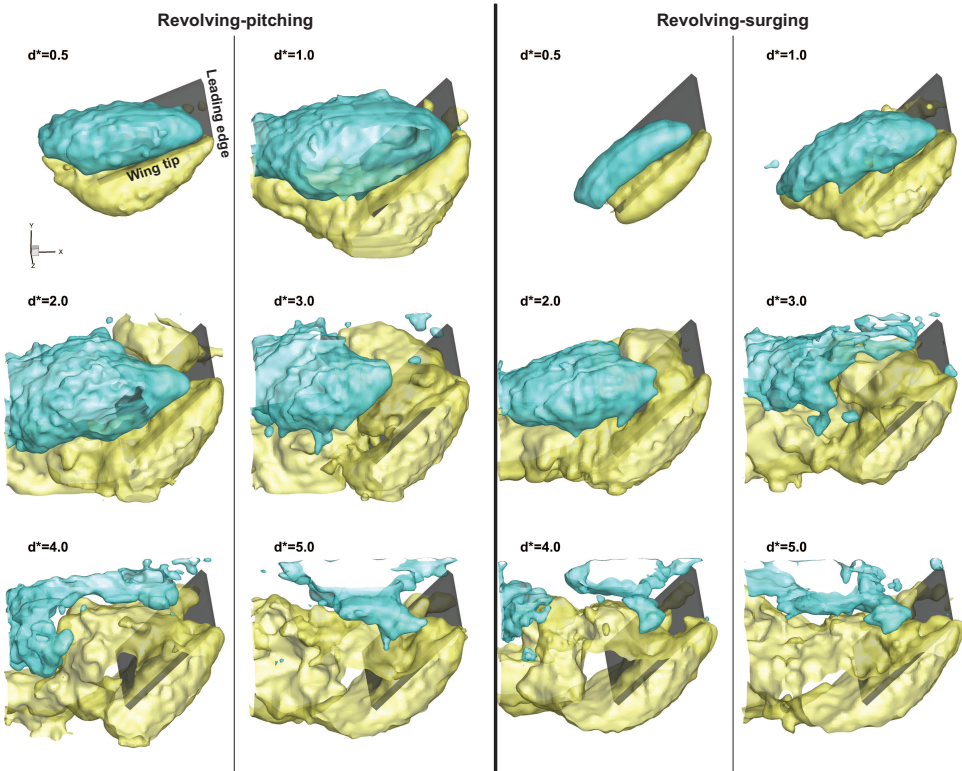 Revolving-pitching
Revolving-surging
d*=0.5
d*=1.0
d*=0.5
d*=1.0
Leading edge
Wing tip
Y
X
Z
d*=2.0
d*=3.0
d*=2.0
d*=3.0
d*=4.0
d*=5.0
d*=4.0
d*=5.0